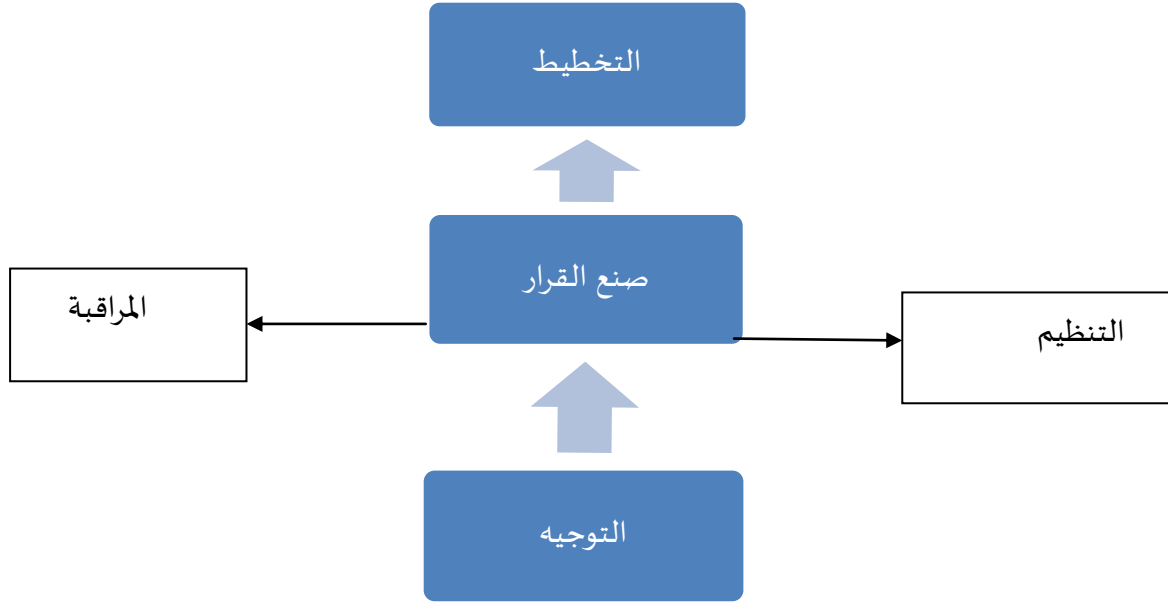 التخطيط
صنع القرار
التنظيم
المراقبة
التوجيه